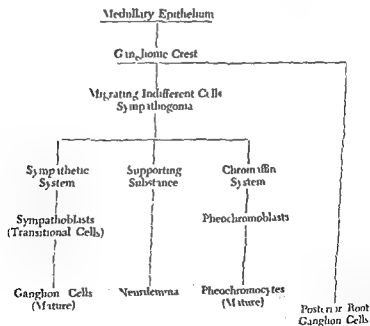 Medullary Epithelium
Ganglionic Crest
Migrating Indifferent Cells
Sympathogonia
Sympathetic
System
Supporting
Substance
Chromaffin
System
Sympathoblasts
(Transitional Cells)
Pheochromoblasts
Ganglion Cells
(Mature)
Neurilemma
Pheochromocytes
(Mature)
Posterior Root
Ganglion Cells